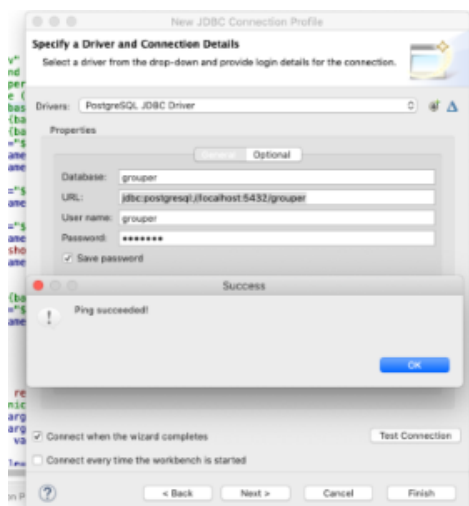 New JDBC Connection Profile
Specify a Driver and Connection Details
Select a driver from the drop-down and provide login details for the connection.
Drivers: PostgreSQL JDBC Driver
Properties
General Optional
Database: grouper
URL: jdbc:postgresql://localhost:5432/grouper
User name: grouper
Password: •••••••
Save password
Success
Ping succeeded!
OK
Connect when the wizard completes
Test Connection
Connect every time the workbench is started
< Back Next > Cancel Finish